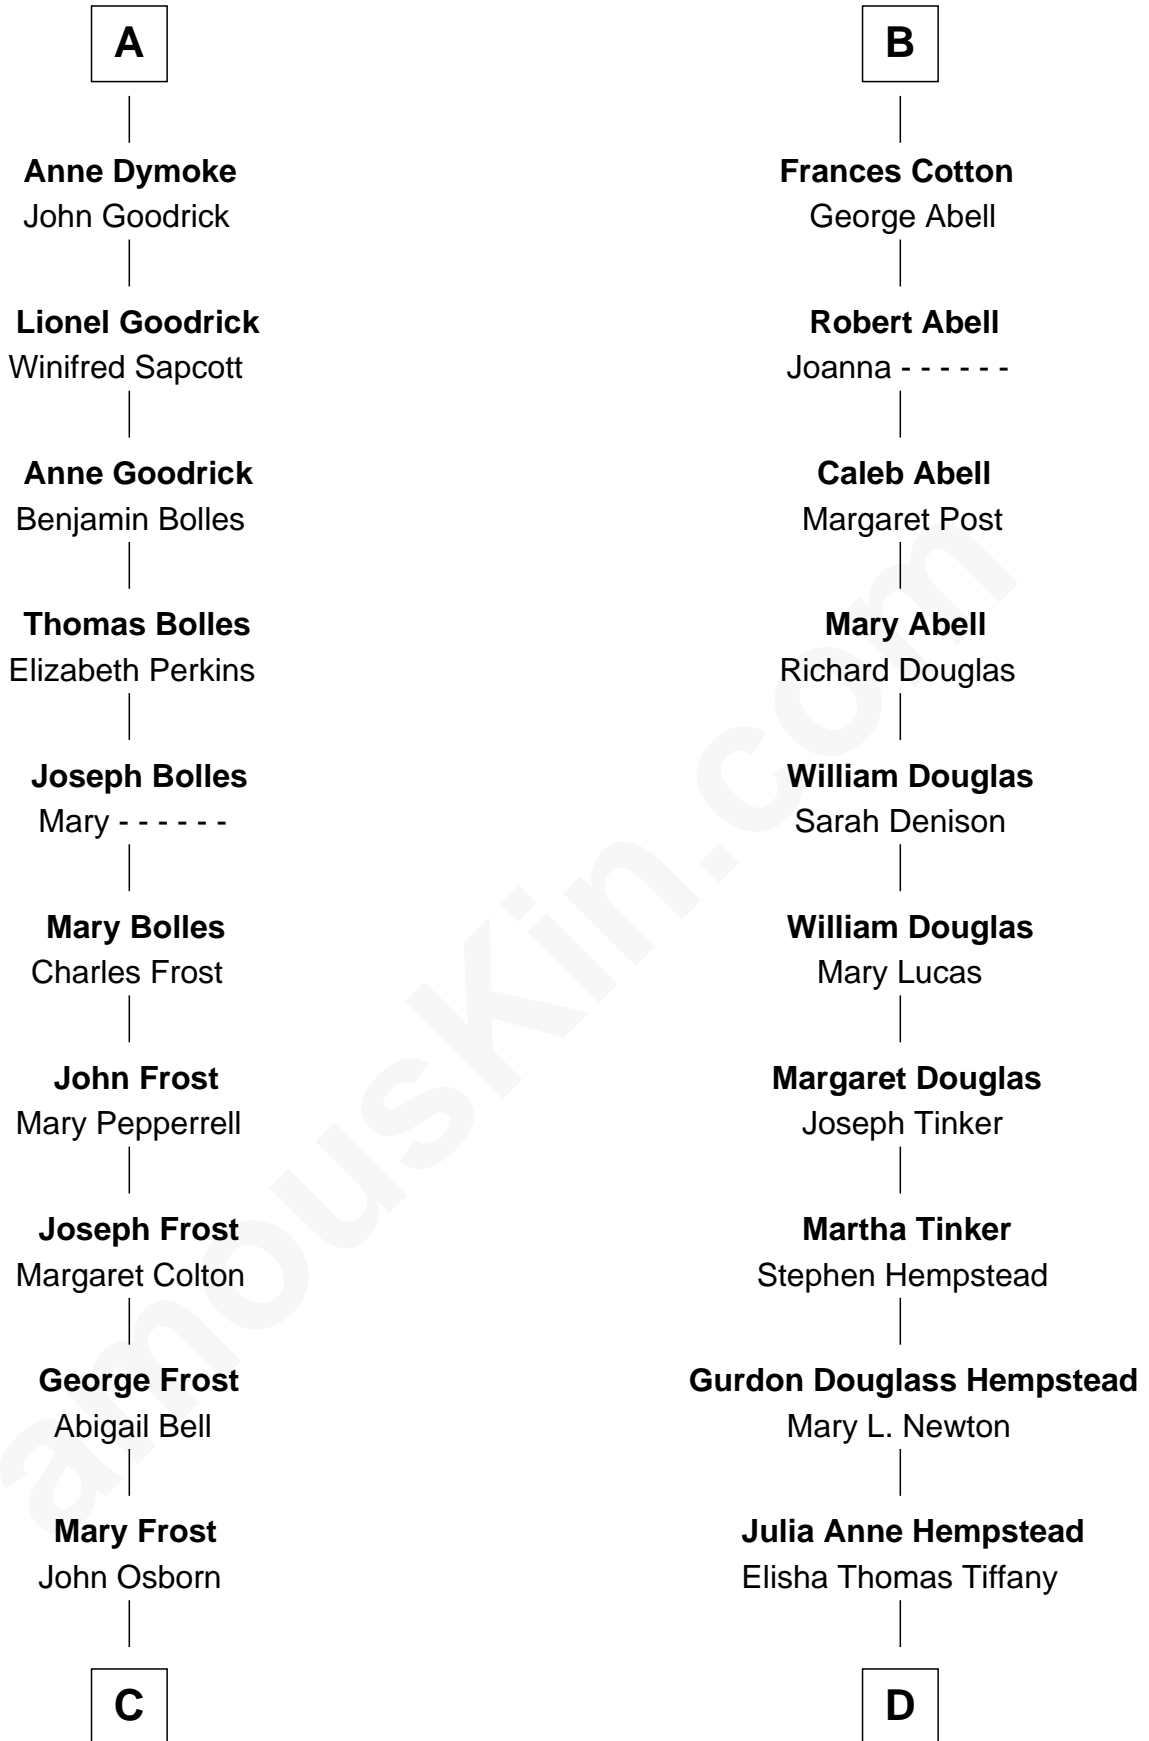 A
Anne Dymoke
John Goodrick
Lionel Goodrick
Winifred Sapcott
Anne Goodrick
Benjamin Bolles
Thomas Bolles
Elizabeth Perkins
Joseph Bolles
Mary - - - - - -
Mary Bolles
Charles Frost
John Frost
Mary Pepperrell
Joseph Frost
Margaret Colton
George Frost
Abigail Bell
Mary Frost
John Osborn
C
B
Frances Cotton
George Abell
Robert Abell
Joanna - - - - - -
Caleb Abell
Margaret Post
Mary Abell
Richard Douglas
William Douglas
Sarah Denison
William Douglas
Mary Lucas
Margaret Douglas
Joseph Tinker
Martha Tinker
Stephen Hempstead
Gurdon Douglass Hempstead
Mary L. Newton
Julia Anne Hempstead
Elisha Thomas Tiffany
D
amousKin.com